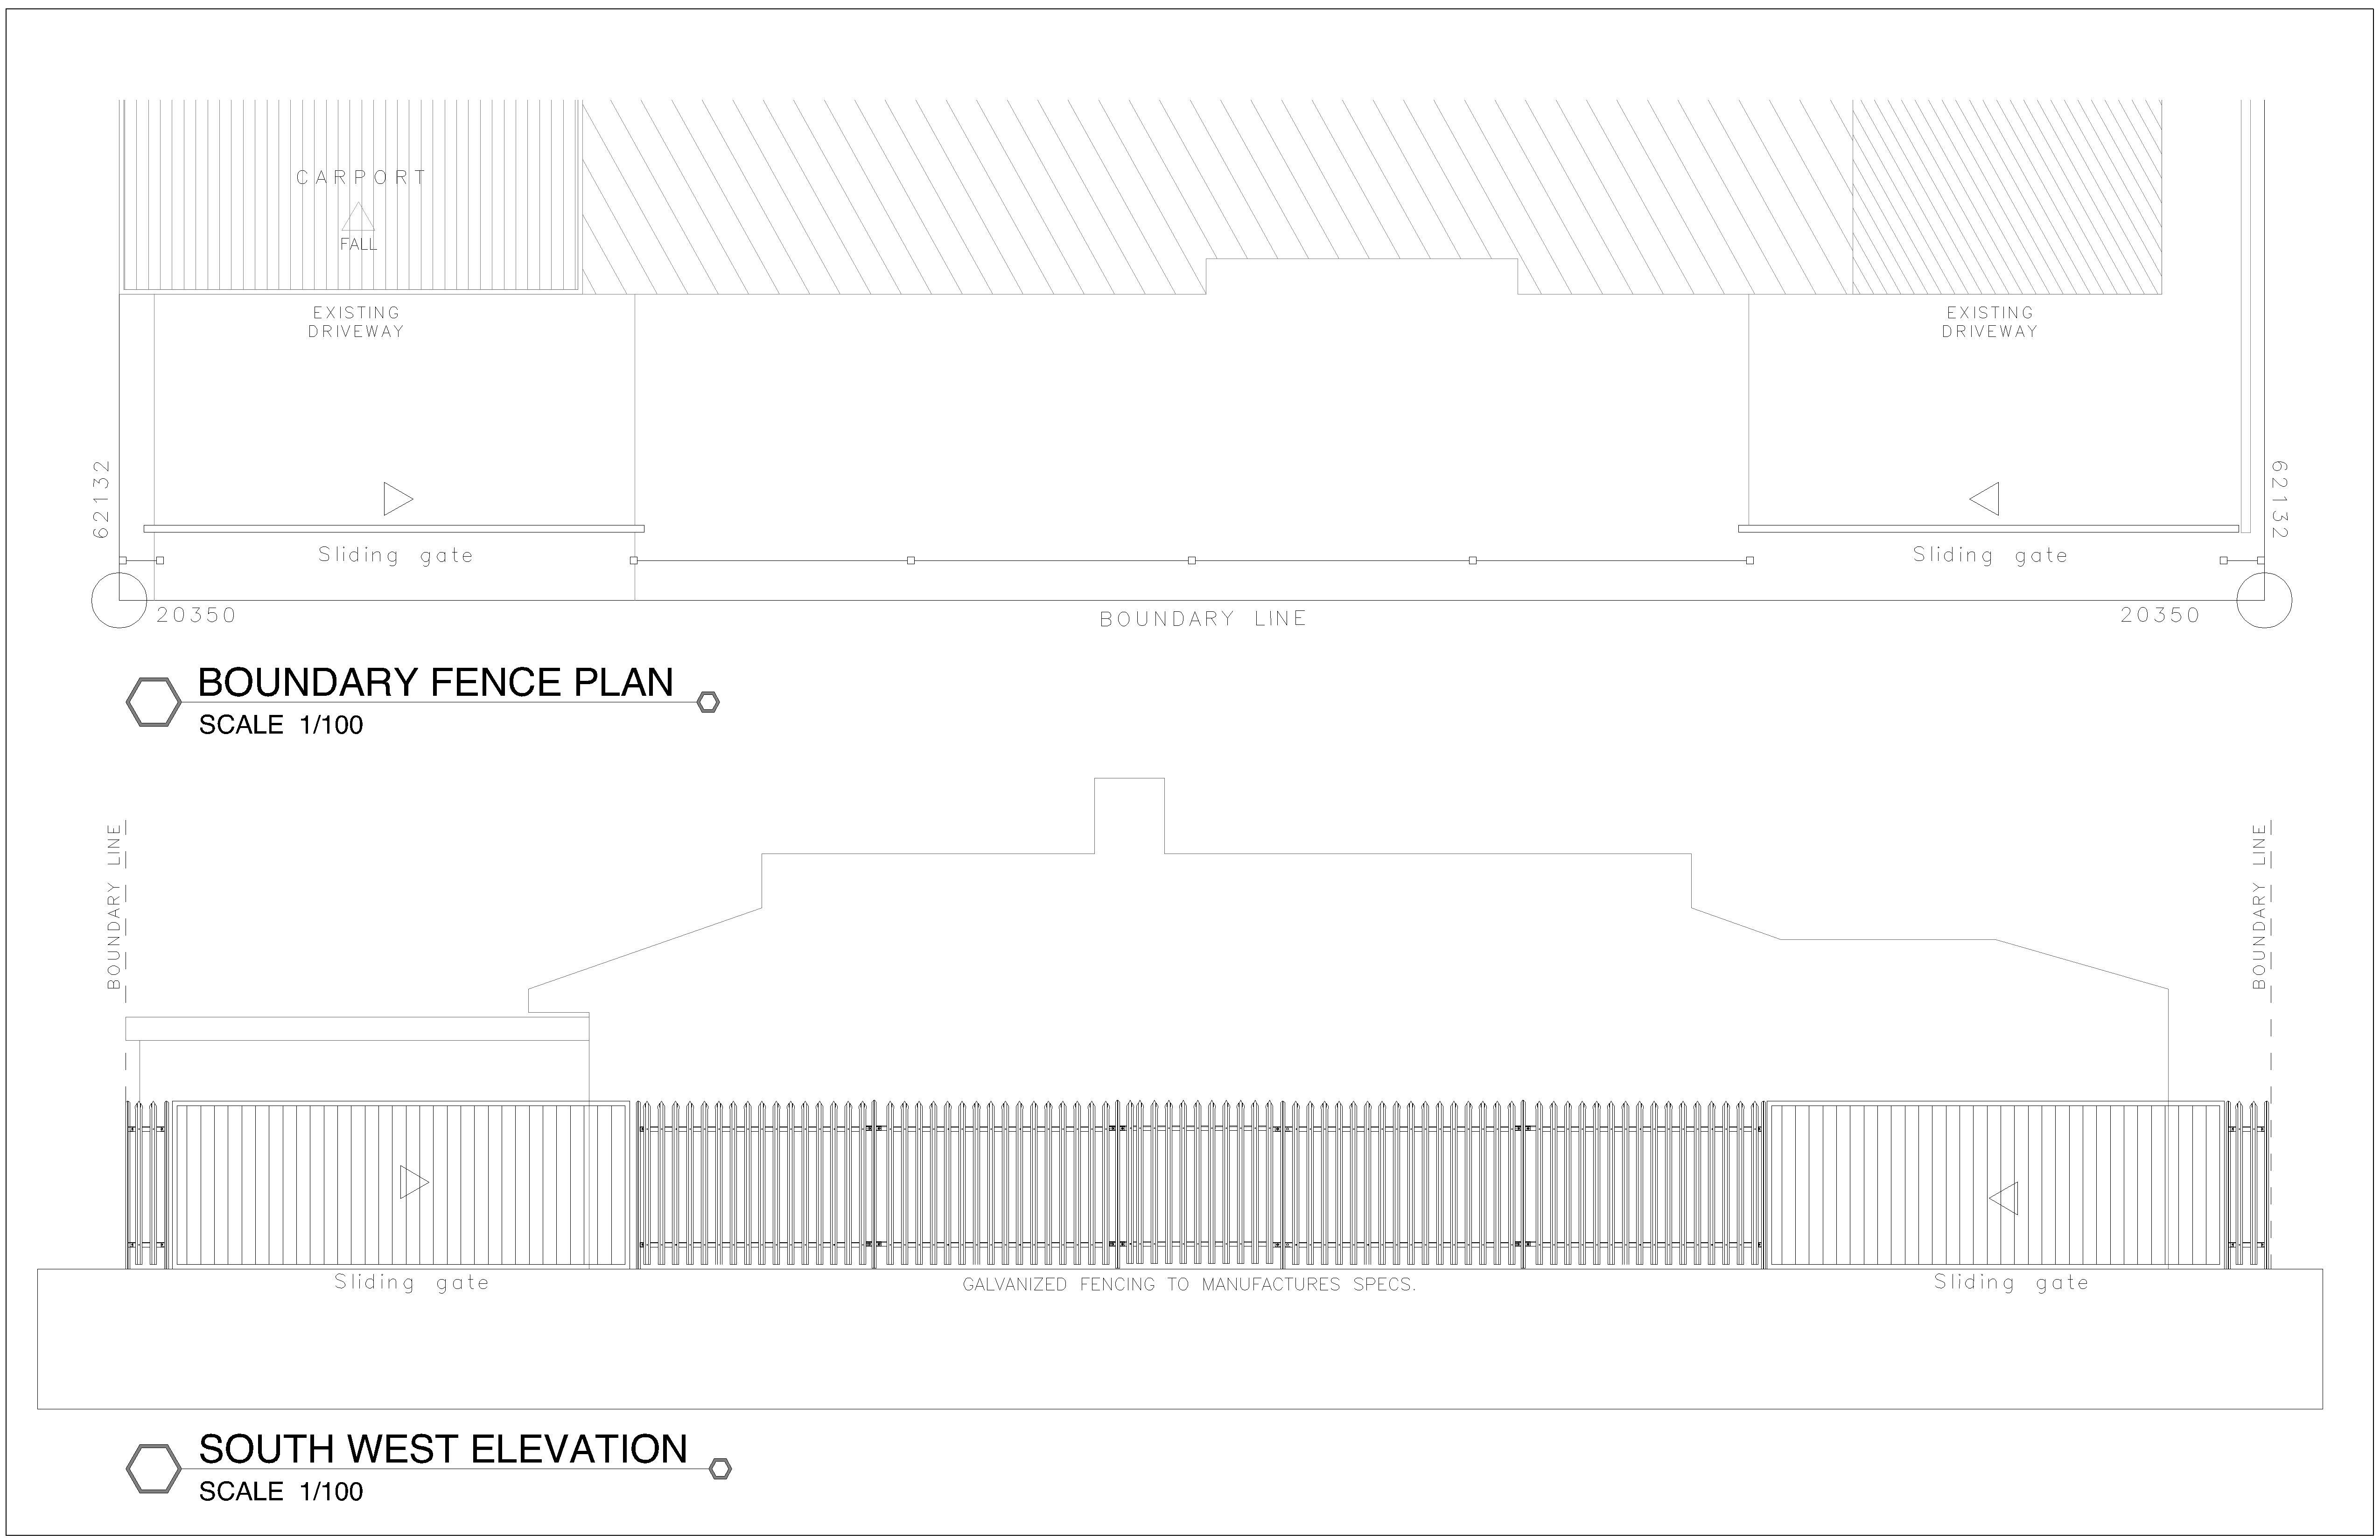 CARPORT
FALL
EXISTING
DRIVEWAY
EXISTING
DRIVEWAY
62132
62132
Sliding gate
Sliding gate
20350
BOUNDARY LINE
20350
BOUNDARY FENCE PLAN
SCALE 1/100
BOUNDARY LINE
BOUNDARY LINE
Sliding gate
GALVANIZED FENCING TO MANUFACTURES SPECS.
Sliding gate
SOUTH WEST ELEVATION
SCALE 1/100